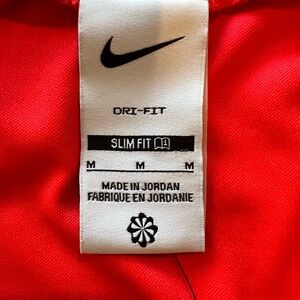 DRI-FIT
SLIM FIT
M M M
MADE IN JORDAN
FABRIQUE EN JORDANIE